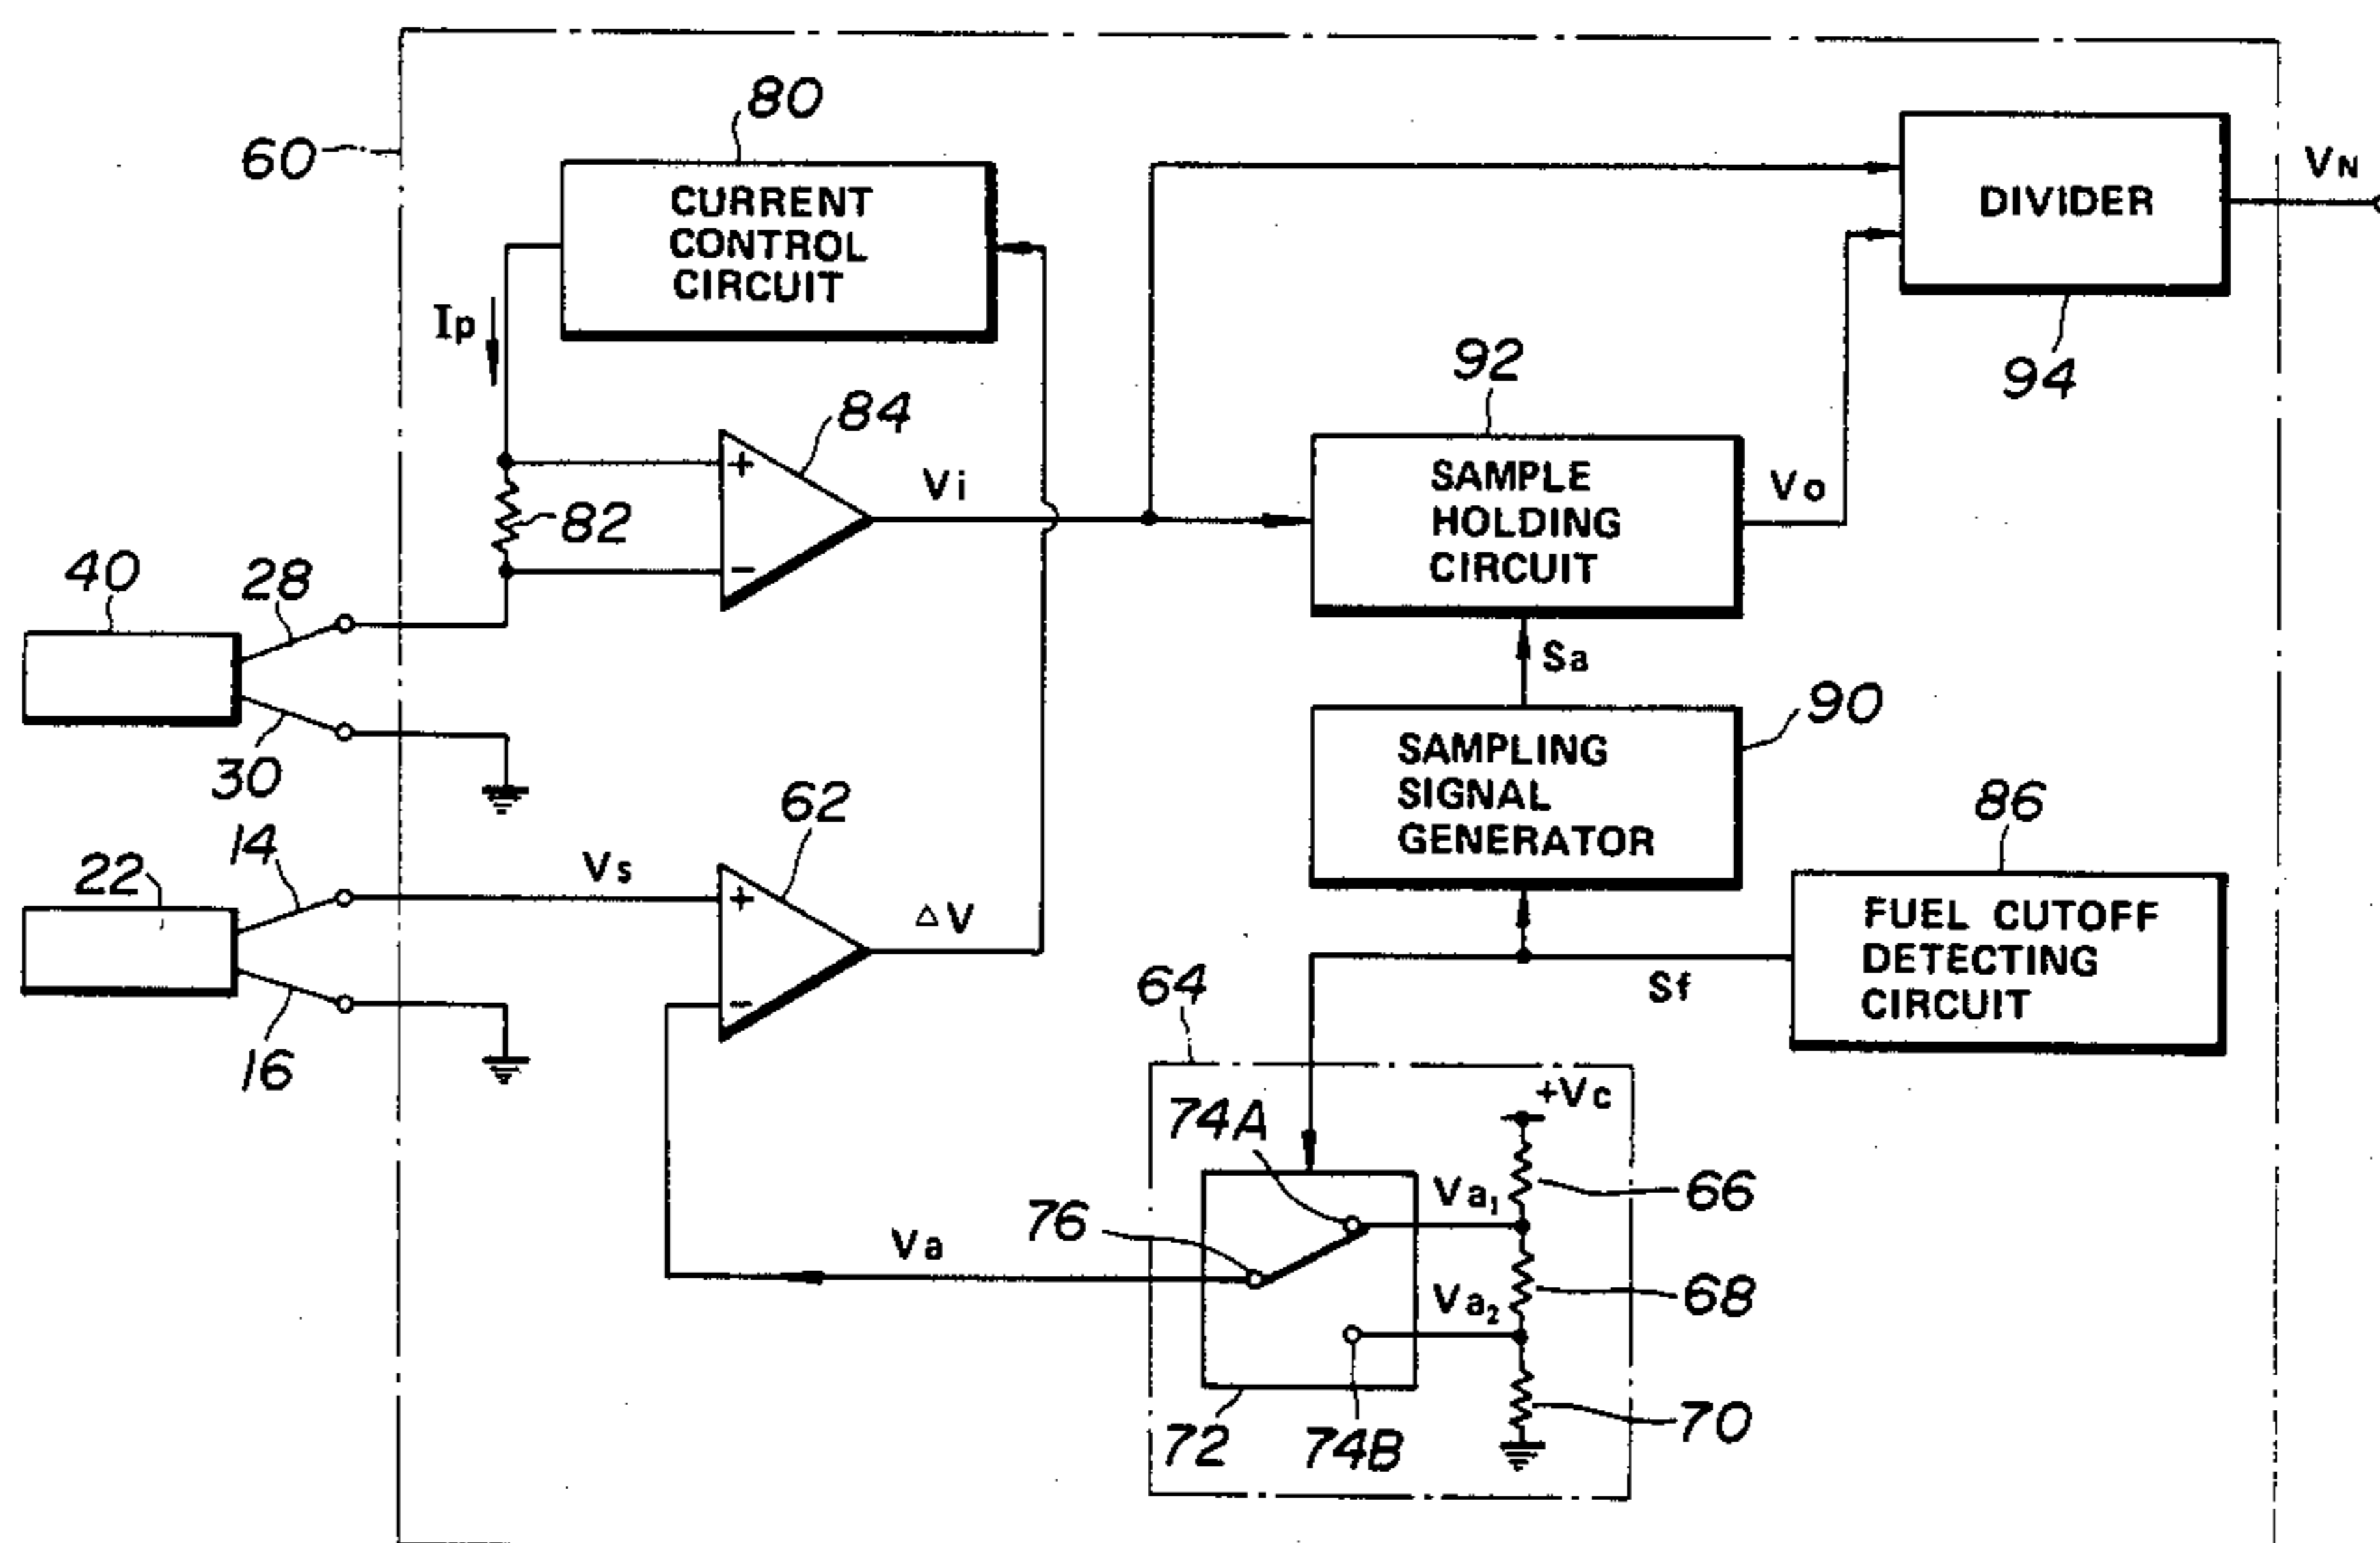 80
60
CURRENT
CONTROL
CIRCUIT
DIVIDER
VN
Ip
84
92
94
+
Vi
SAMPLE
HOLDING
CIRCUIT
Vo
82
−
40
28
Sa
30
90
SAMPLING
SIGNAL
GENERATOR
62
86
22
14
Vs
+
ΔV
FUEL CUTOFF
DETECTING
CIRCUIT
Sf
64
−
16
+Vc
74A
Va1
66
76
Va
Va2
68
72
74B
70